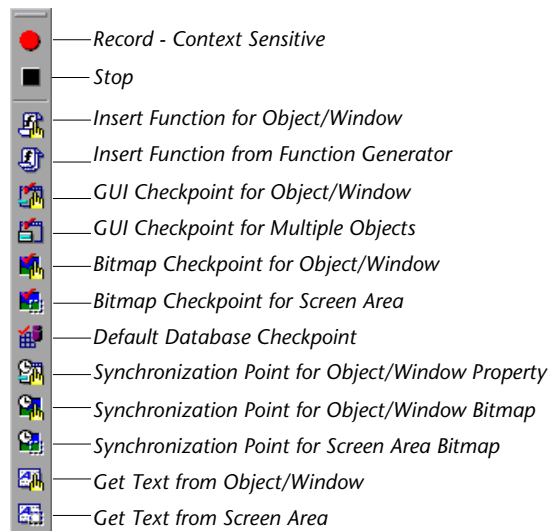 Record - Context Sensitive
Stop
Insert Function for Object/Window
Insert Function from Function Generator
GUI Checkpoint for Object/Window
GUI Checkpoint for Multiple Objects
Bitmap Checkpoint for Object/Window
Bitmap Checkpoint for Screen Area
Default Database Checkpoint
Synchronization Point for Object/Window Property
Synchronization Point for Object/Window Bitmap
Synchronization Point for Screen Area Bitmap
Get Text from Object/Window
Get Text from Screen Area